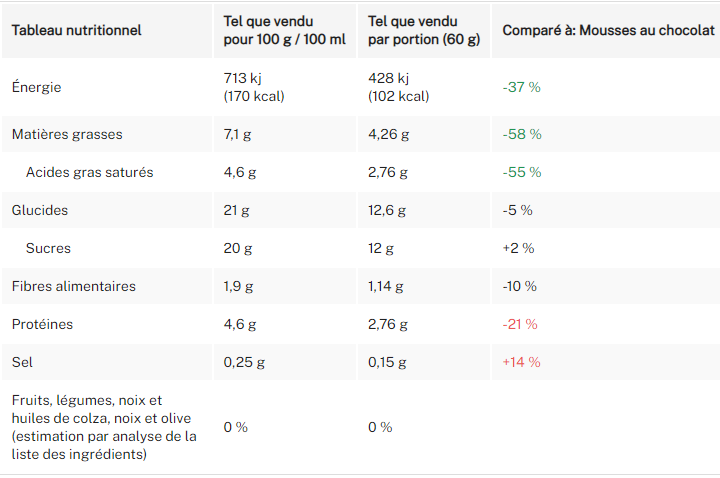 Tableau nutritionnel
Tel que vendu
pour 100 g / 100 ml
Tel que vendu
par portion (60 g)
Comparé à: Mousses au chocolat
Énergie
713 kj
(170 kcal)
428 kj
(102 kcal)
-37 %
Matières grasses
7,1 g
4,26 g
-58 %
Acides gras saturés
4,6 g
2,76 g
-55 %
Glucides
21 g
12,6 g
-5 %
Sucres
20 g
12 g
+2 %
Fibres alimentaires
1,9 g
1,14 g
-10 %
Protéines
4,6 g
2,76 g
-21 %
Sel
0,25 g
0,15 g
+14 %
Fruits, légumes, noix et
huiles de colza, noix et olive
(estimation par analyse de la
liste des ingrédients)
0 %
0 %